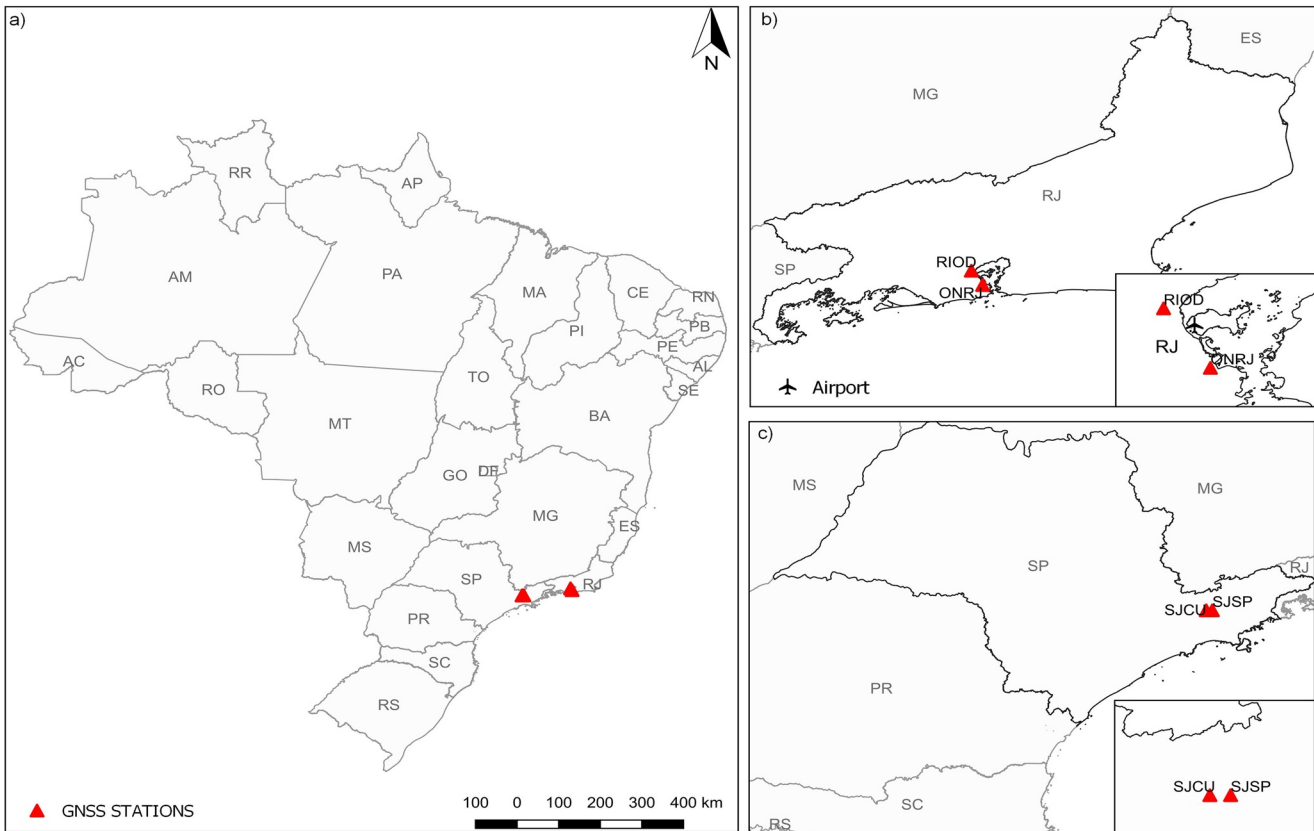 a)
N
RR
AP
AM
PA
MA
CE
RN
PB
PI
PE
AL
SE
AC
RO
TO
BA
MT
GO
DF
MG
ES
MS
SP
RJ
PR
SC
RS
GNSS STATIONS
100 0 100 200 300 400 km
b)
ES
MG
RJ
SP
RIOD
ONRJ
Airport
RIOD
RJ
ONRJ
c)
MS
MG
SP
RJ
SJCU SJSP
PR
SC
RS
SJCU SJSP